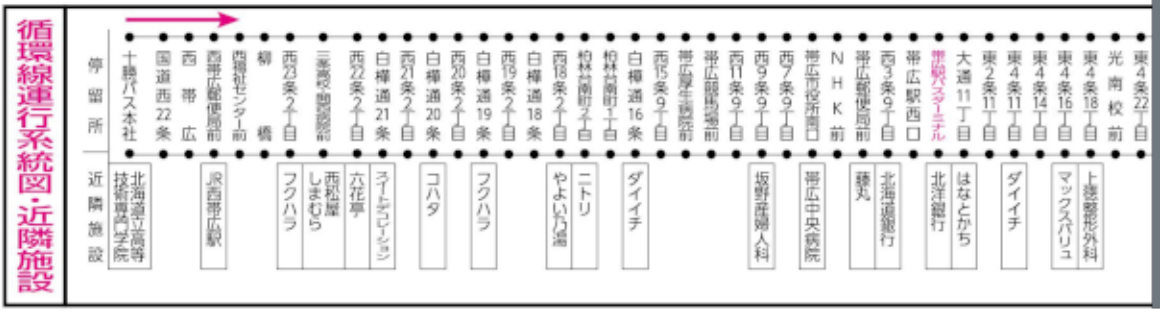 循環線運行系統図・近隣施設
停留所
十勝バス本社
国道西22条
西帯広
西帯広郵便局前
西福祉センター前
柳橋
西23条2丁目
三条高校・開西病院前
西22条2丁目
白樺通21条
西21条2丁目
白樺通20条
西20条2丁目
白樺通19条
西19条2丁目
白樺通18条
西18条2丁目
柏林台南町2丁目
柏林台南町1丁目
白樺通16条
西15条9丁目
帯広厚生病院前
帯広競馬場前
西11条9丁目
西9条9丁目
西7条9丁目
帯広市役所南口
NHK前
帯広郵便局前
西3条9丁目
帯広駅西口
帯広駅バスターミナル
大通11丁目
東2条11丁目
東4条11丁目
東4条14丁目
東4条16丁目
東4条18丁目
光南校前
東4条22丁目
近隣施設
北海道立高等
技術専門学院
JR西帯広駅
フクハラ
西松屋
しまむら
六花亭
スイートデコレーション
コハタ
フクハラ
やよい乃湯
ニトリ
ダイイチ
坂野産婦人科
帯広中央病院
藤丸
北海道銀行
北洋銀行
はなとかち
ダイイチ
マックスバリュ
上徳整形外科